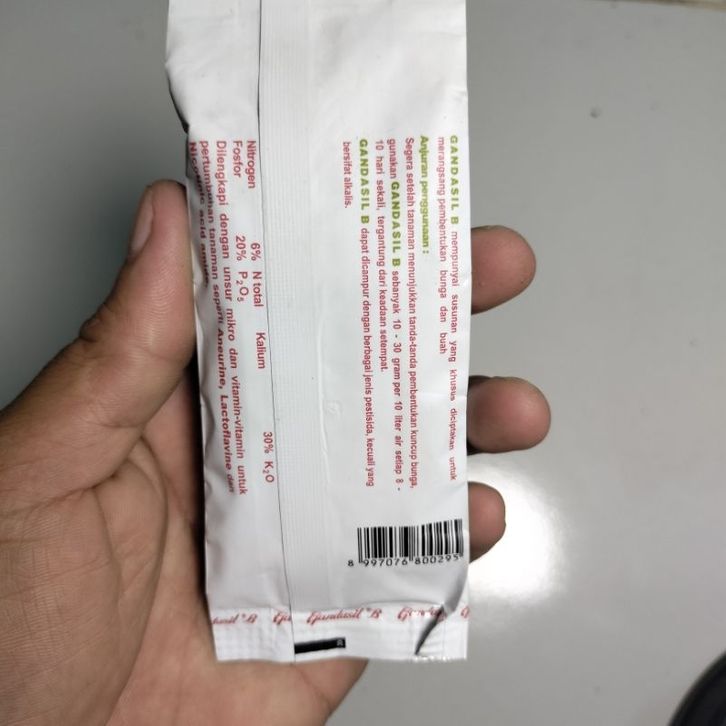 GANDASIL B mempunyai susunan yang khusus diciptakan untuk
merangsang pembentukan bunga dan buah
Anjuran penggunaan :
Segera setelah tanaman menunjukkan tanda-tanda pembentukan kuncup bunga,
gunakan GANDASIL B sebanyak 10 - 30 gram per 10 liter air setiap 8 -
10 hari sekali, tergantung dari keadaan setempat.
GANDASIL B dapat dicampur dengan berbagai jenis pestisida, kecuali yang
bersifat alkalis.
Nitrogen 6% N total Kalium 30% K₂O
Fosfor 20% P₂O₅
Dilengkapi dengan unsur mikro dan vitamin-vitamin untuk
pertumbuhan tanaman seperti Aneurine, Lactoflavine dan
Nicotinic acid amide.
8 997076 800295
Gandasil B